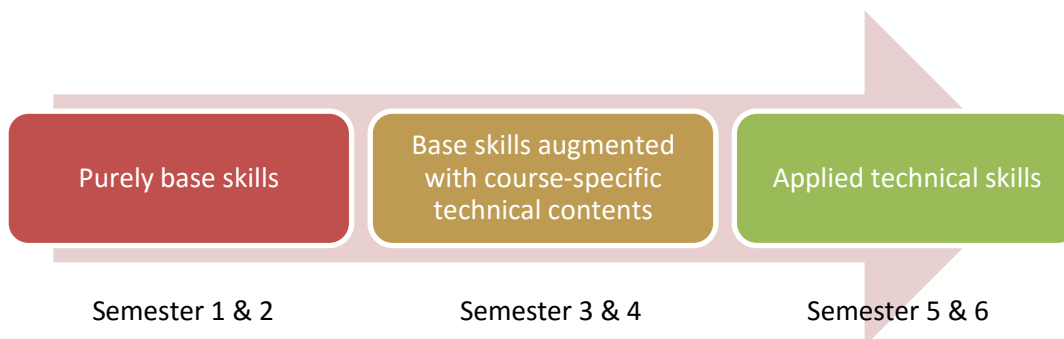 Purely base skills
Base skills augmented
with course-specific
technical contents
Applied technical skills
Semester 1 & 2
Semester 3 & 4
Semester 5 & 6